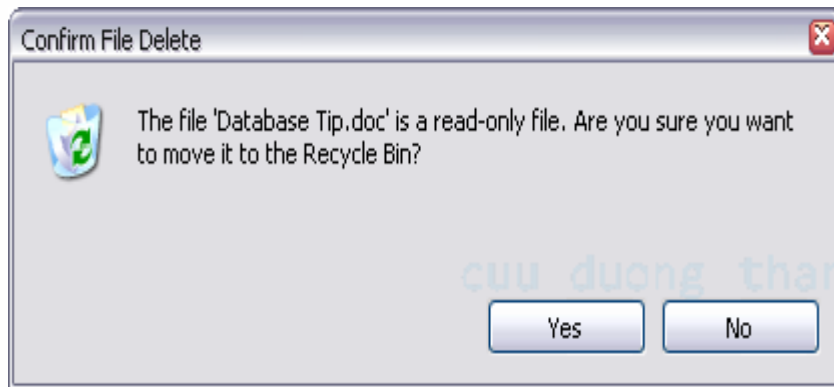 Confirm File Delete
The file 'Database Tip.doc' is a read-only file. Are you sure you want
to move it to the Recycle Bin?
cuu duong than
Yes
No